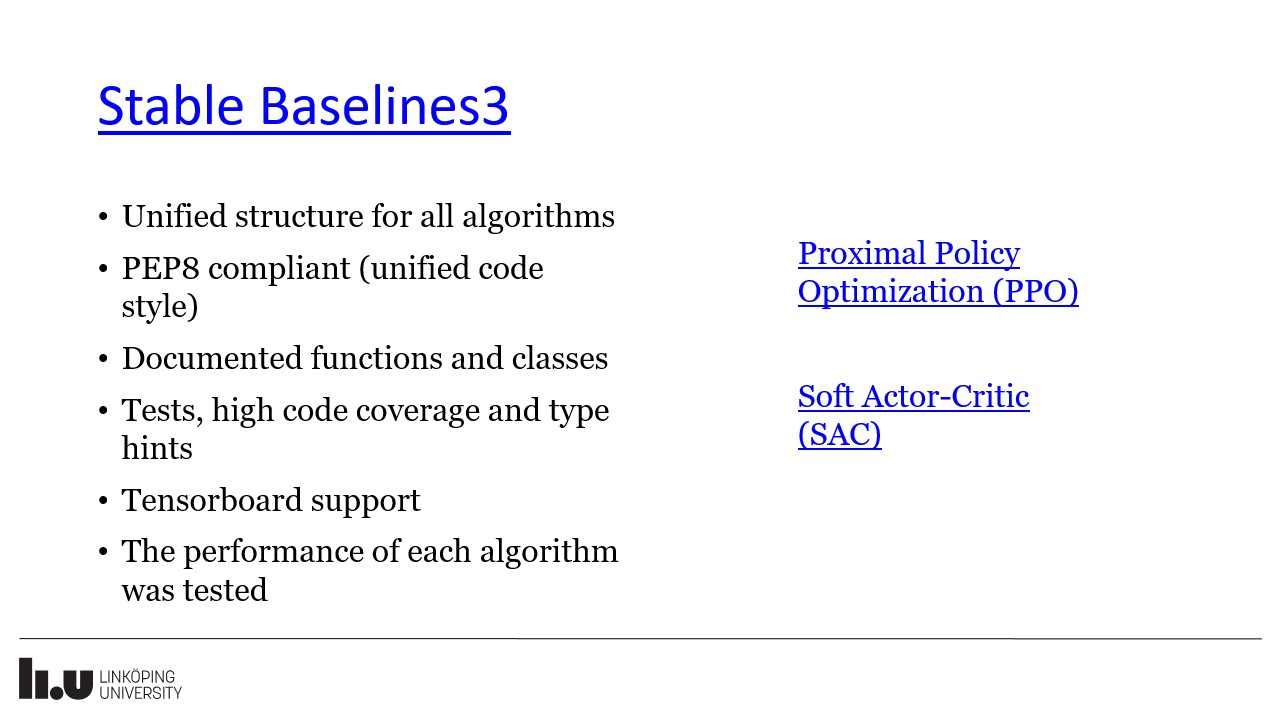 Stable Baselines3
• Unified structure for all algorithms
• PEP8 compliant (unified code
style)
• Documented functions and classes
• Tests, high code coverage and type
hints
• Tensorboard support
• The performance of each algorithm
was tested
Proximal Policy
Optimization (PPO)
Soft Actor-Critic
(SAC)
li.u LINKÖPING
UNIVERSITY